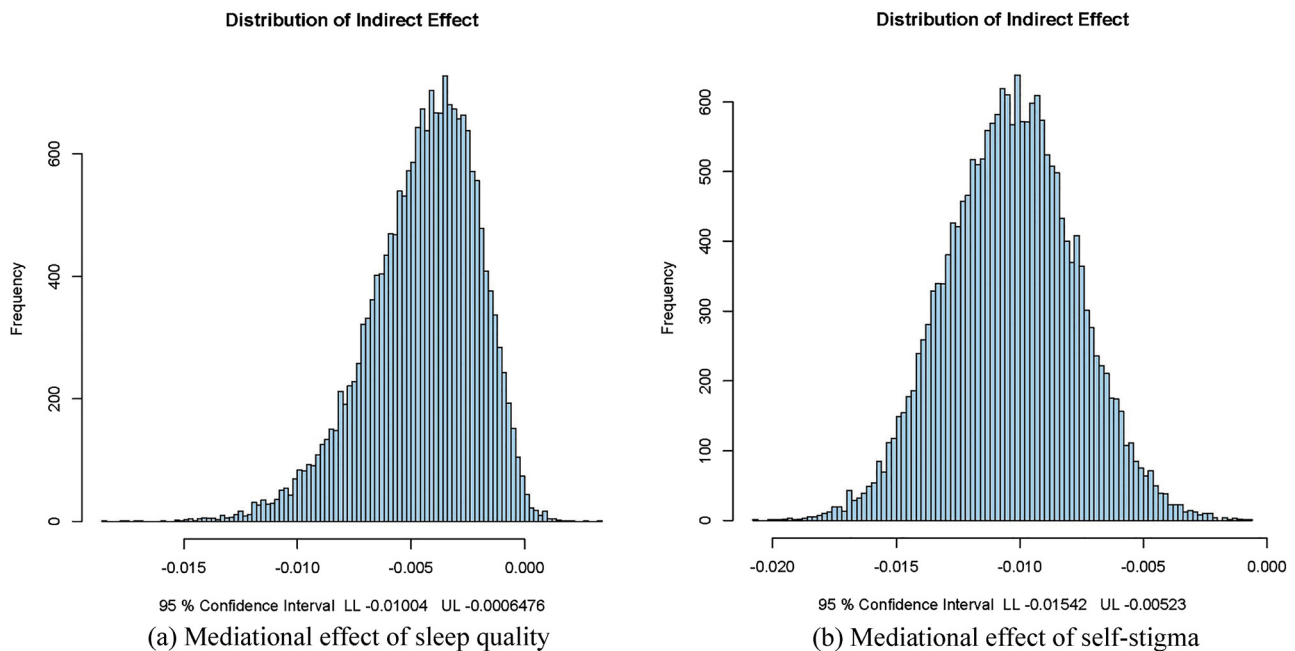 Distribution of Indirect Effect
Frequency
0
200
400
600
-0.015
-0.010
-0.005
0.000
95 % Confidence Interval LL -0.01004 UL -0.0006476
(a) Mediational effect of sleep quality
Distribution of Indirect Effect
Frequency
0
100
200
300
400
500
600
-0.020
-0.015
-0.010
-0.005
0.000
95 % Confidence Interval LL -0.01542 UL -0.00523
(b) Mediational effect of self-stigma